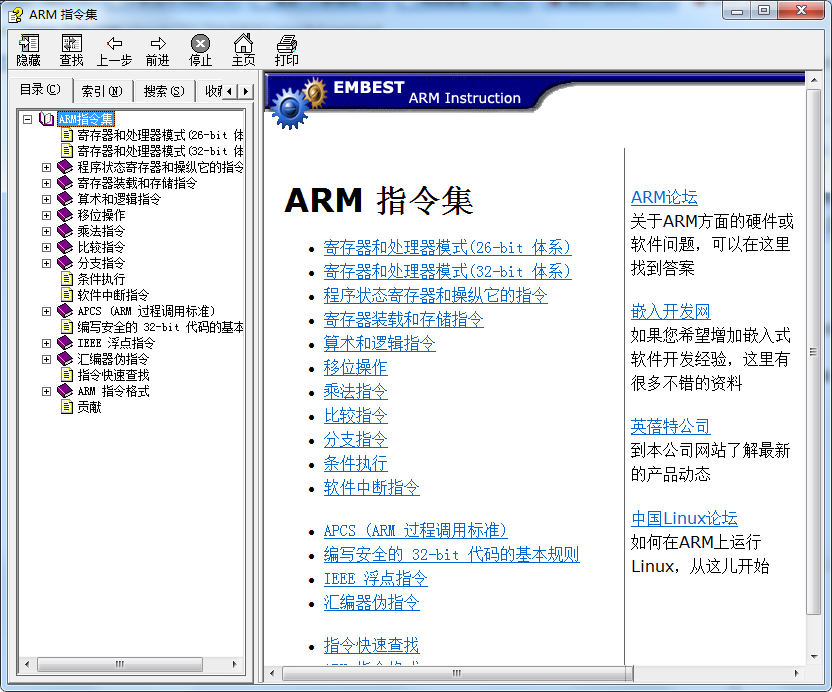 ARM 指令集
隐藏 查找 上一步 前进 停止 主页 打印
目录(C) 索引(N) 搜索(S)
ARM指令集
寄存器和处理器模式(26-bit 体
寄存器和处理器模式(32-bit 体
程序状态寄存器和操纵它的指令
寄存器装载和存储指令
算术和逻辑指令
移位操作
乘法指令
比较指令
分支指令
条件执行
软件中断指令
APCS (ARM 过程调用标准)
编写安全的 32-bit 代码的基本
IEEE 浮点指令
汇编器伪指令
指令快速查找
ARM 指令格式
贡献
EMBEST
ARM Instruction
ARM 指令集
寄存器和处理器模式(26-bit 体系)
寄存器和处理器模式(32-bit 体系)
程序状态寄存器和操纵它的指令
寄存器装载和存储指令
算术和逻辑指令
移位操作
乘法指令
比较指令
分支指令
条件执行
软件中断指令
APCS (ARM 过程调用标准)
编写安全的 32-bit 代码的基本规则
IEEE 浮点指令
汇编器伪指令
指令快速查找
ARM论坛
关于ARM方面的硬件或
软件问题，可以在这里
找到答案
嵌入开发网
如果您希望增加嵌入式
软件开发经验，这里有
很多不错的资料
英蓓特公司
到本公司网站了解最新
的产品动态
中国Linux论坛
如何在ARM上运行
Linux，从这儿开始